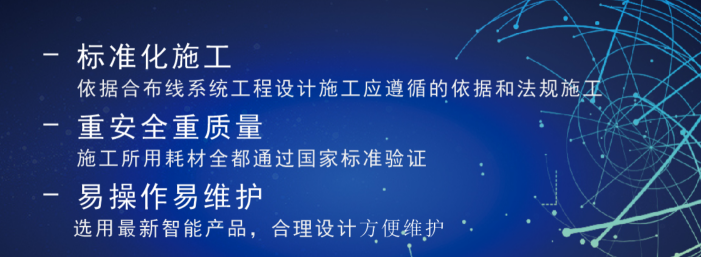 – 标准化施工
依据合布线系统工程设计施工应遵循的依据和法规施工
– 重安全重质量
施工所用耗材全都通过国家标准验证
– 易操作易维护
选用最新智能产品，合理设计方便维护